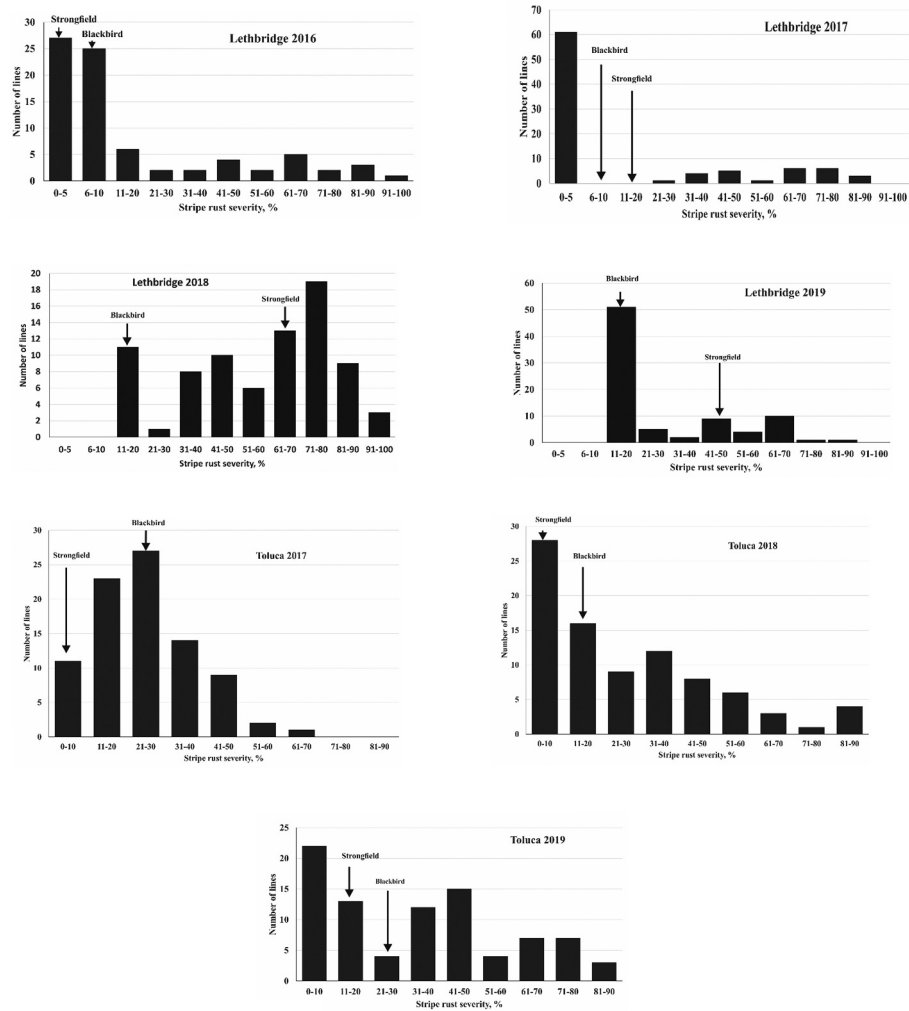 Strongfield
Blackbird
Lethbridge 2016
Number of lines
30
25
20
15
10
5
0
0-5 6-10 11-20 21-30 31-40 41-50 51-60 61-70 71-80 81-90 91-100
Stripe rust severity, %
Lethbridge 2017
Blackbird
Strongfield
Number of lines
70
60
50
40
30
20
10
0
0-5 6-10 11-20 21-30 31-40 41-50 51-60 61-70 71-80 81-90 91-100
Stripe rust severity, %
Lethbridge 2018
Strongfield
Blackbird
Number of lines
20
18
16
14
12
10
8
6
4
2
0
0-5 6-10 11-20 21-30 31-40 41-50 51-60 61-70 71-80 81-90 91-100
Stripe rust severity, %
Blackbird
Lethbridge 2019
Strongfield
Number of lines
60
50
40
30
20
10
0
0-5 6-10 11-20 21-30 31-40 41-50 51-60 61-70 71-80 81-90 91-100
Stripe rust severity, %
Blackbird
Strongfield
Toluca 2017
Number of lines
30
25
20
15
10
5
0
0-10 11-20 21-30 31-40 41-50 51-60 61-70 71-80 81-90
Stripe rust severity, %
Strongfield
Toluca 2018
Blackbird
Number of lines
30
25
20
15
10
5
0
0-10 11-20 21-30 31-40 41-50 51-60 61-70 71-80 81-90
Stripe rust severity, %
Toluca 2019
Strongfield
Blackbird
Number of lines
25
20
15
10
5
0
0-10 11-20 21-30 31-40 41-50 51-60 61-70 71-80 81-90
Stripe rust severity, %